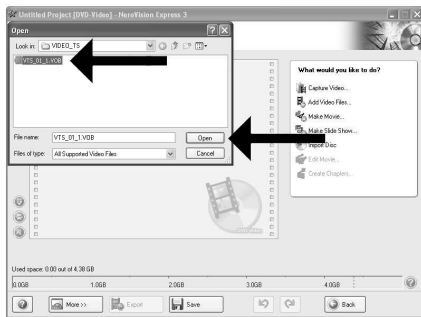 Untitled Project [DVD-Video] - NeroVision Express 3
Open
Look in: VIDEO_TS
VTS_01_1.VOB
File name: VTS_01_1.VOB Open
Files of type: All Supported Video Files Cancel
What would you like to do?
Capture Video...
Add Video Files...
Make Movie...
Make Slide Show...
Import Disc
Edit Movie...
Create Chapters...
Used space: 0.00 out of 4.38 GB
0.0GB 1.0GB 2.0GB 3.0GB 4.0GB
More >> Export Save Back